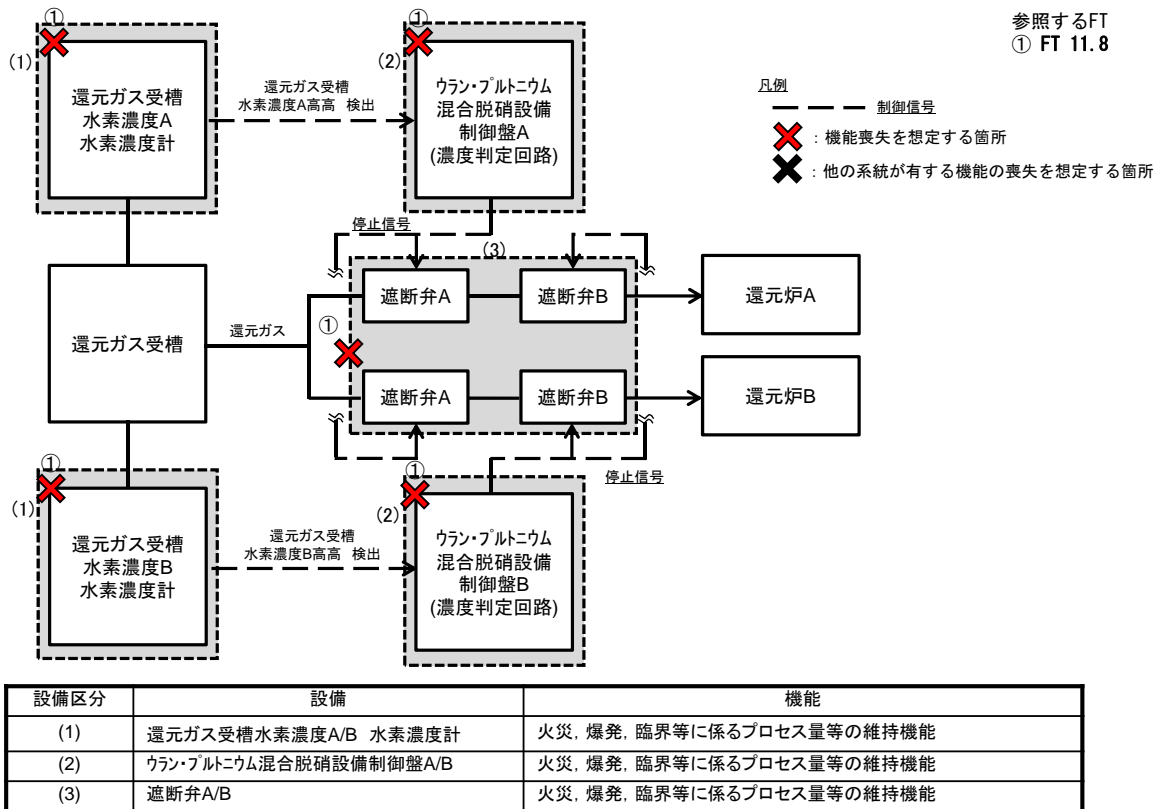 参照するFT
① FT 11.8
凡例
制御信号
：機能喪失を想定する箇所
：他の系統が有する機能の喪失を想定する箇所
①
(1)
還元ガス受槽
水素濃度A
水素濃度計
還元ガス受槽
水素濃度A高高 検出
①
(2)
ウラン・プルトニウム
混合脱硝設備
制御盤A
(濃度判定回路)
停止信号
(3)
遮断弁A
遮断弁B
還元炉A
還元ガス受槽
還元ガス
①
遮断弁A
遮断弁B
還元炉B
停止信号
①
(1)
還元ガス受槽
水素濃度B
水素濃度計
還元ガス受槽
水素濃度B高高 検出
①
(2)
ウラン・プルトニウム
混合脱硝設備
制御盤B
(濃度判定回路)
設備区分 設備 機能
(1) 還元ガス受槽水素濃度A/B 水素濃度計 火災，爆発，臨界等に係るプロセス量等の維持機能
(2) ウラン・プルトニウム混合脱硝設備制御盤A/B 火災，爆発，臨界等に係るプロセス量等の維持機能
(3) 遮断弁A/B 火災，爆発，臨界等に係るプロセス量等の維持機能